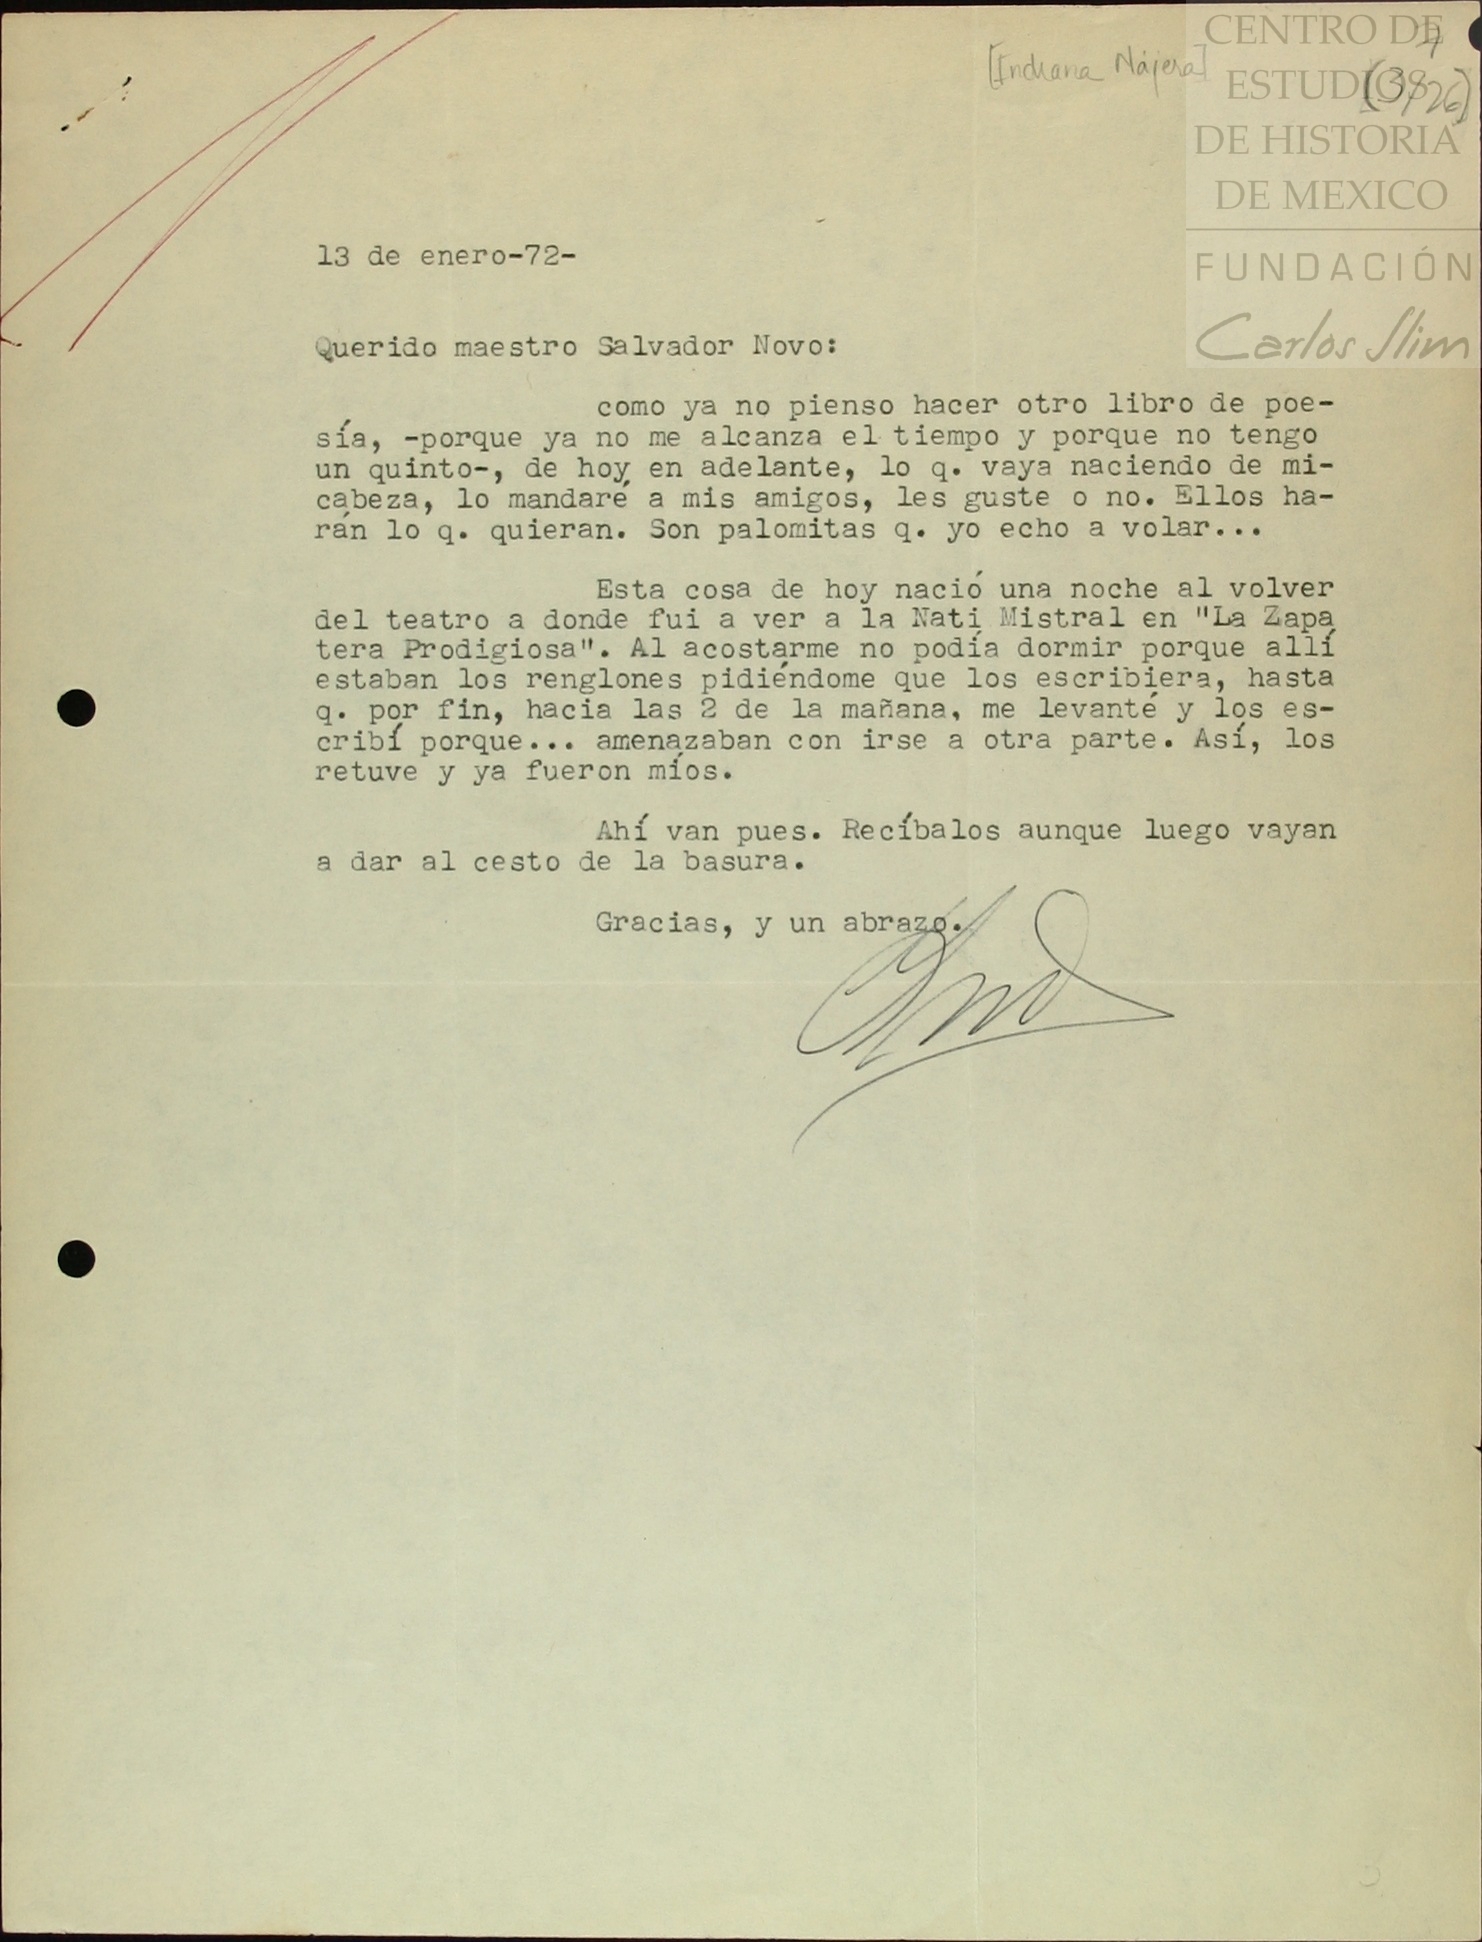 [Indiana Nájera]
CENTRO DE
ESTUDIOS
DE HISTORIA
DE MEXICO
FUNDACIÓN
Carlos Slim
13 de enero-72-
Querido maestro Salvador Novo:
como ya no pienso hacer otro libro de poe-
sía, -porque ya no me alcanza el tiempo y porque no tengo
un quinto-, de hoy en adelante, lo q. vaya naciendo de mi-
cabeza, lo mandaré a mis amigos, les guste o no. Ellos ha-
rán lo q. quieran. Son palomitas q. yo echo a volar...
Esta cosa de hoy nació una noche al volver
del teatro a donde fui a ver a la Nati Mistral en "La Zapa
tera Prodigiosa". Al acostarme no podía dormir porque allí
estaban los renglones pidiéndome que los escribiera, hasta
q. por fin, hacia las 2 de la mañana, me levanté y los es-
cribí porque... amenazaban con irse a otra parte. Así, los
retuve y ya fueron míos.
Ahí van pues. Recíbalos aunque luego vayan
a dar al cesto de la basura.
Gracias, y un abrazo.